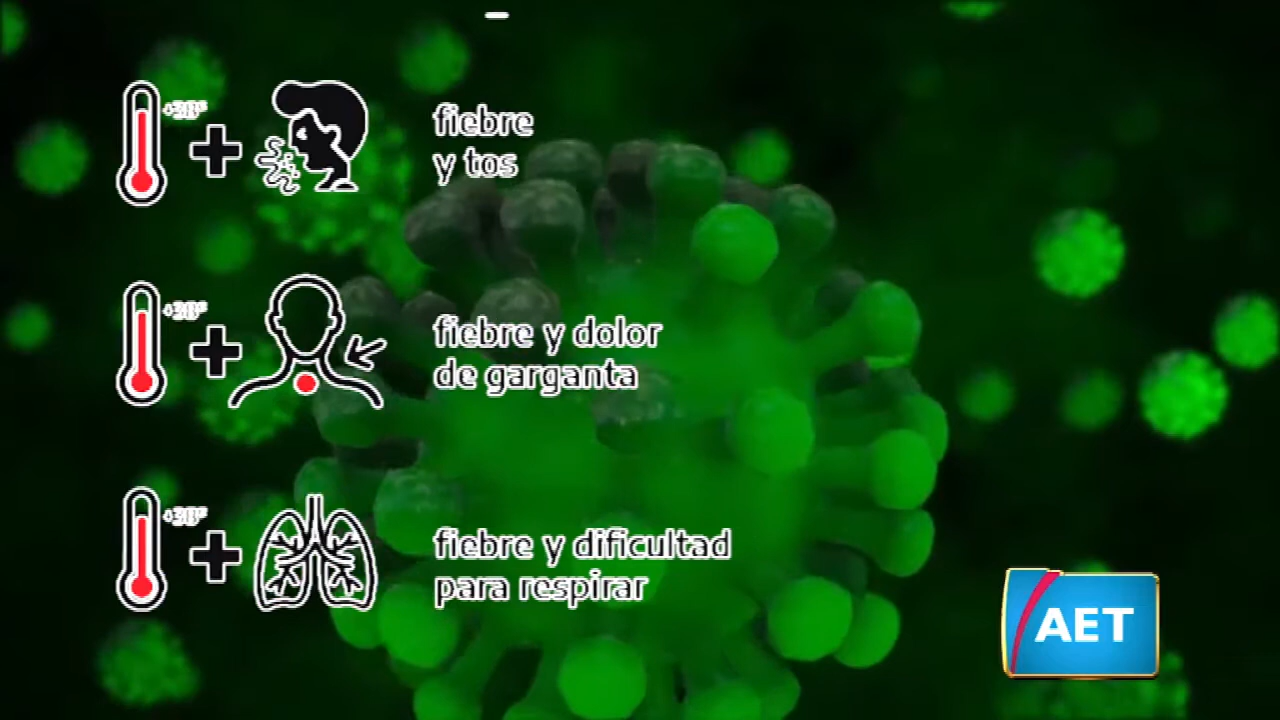 fiebre
y tos
fiebre y dolor
de garganta
fiebre y dificultad
para respirar
AET